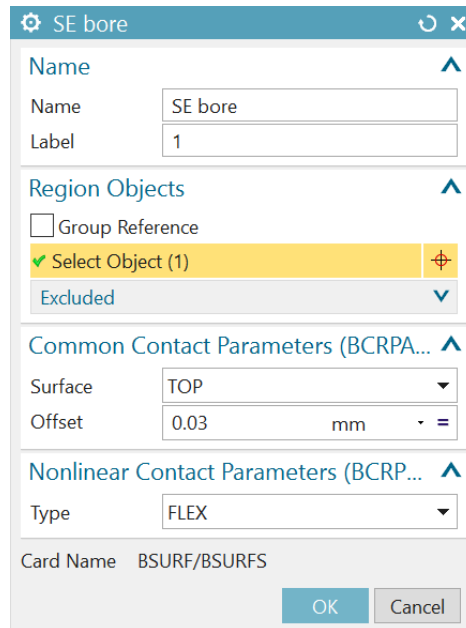 SE bore
Name
Name SE bore
Label 1
Region Objects
Group Reference
Select Object (1)
Excluded
Common Contact Parameters (BCRPA...
Surface TOP
Offset 0.03 mm =
Nonlinear Contact Parameters (BCRP...
Type FLEX
Card Name BSURF/BSURFS
OK Cancel